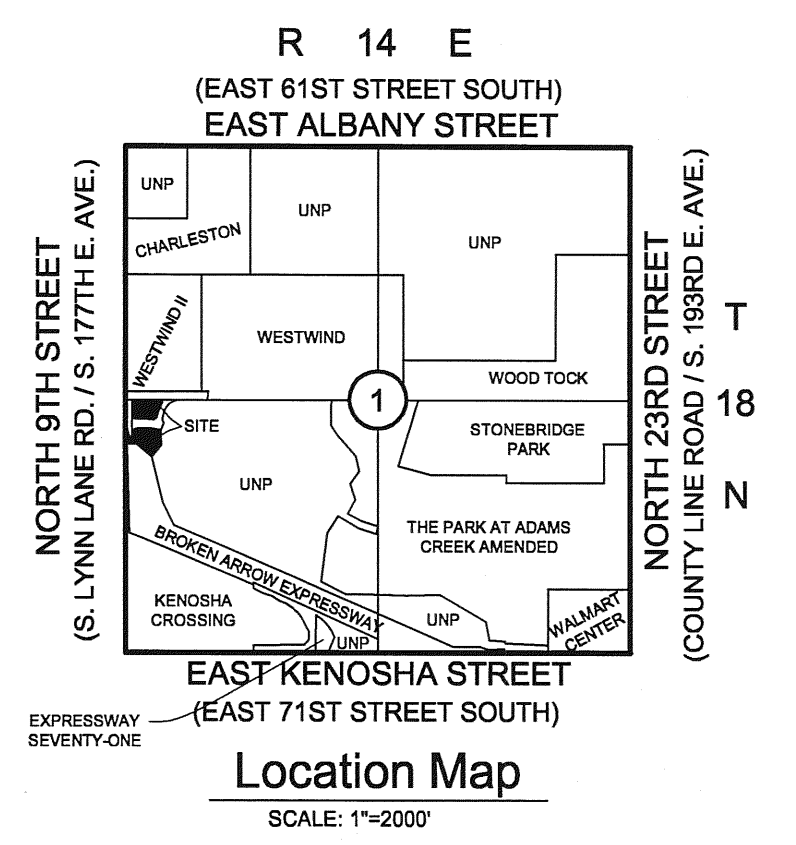 R 14 E
(EAST 61ST STREET SOUTH)
EAST ALBANY STREET
NORTH 9TH STREET
(S. LYNN LANE RD. / S. 177TH E. AVE.)
UNP
CHARLESTON
UNP
UNP
WESTWIND II
WESTWIND
WOOD TOCK
1
SITE
STONEBRIDGE
PARK
UNP
THE PARK AT ADAMS
CREEK AMENDED
BROKEN ARROW EXPRESSWAY
KENOSHA
CROSSING
UNP
UNP
WALMART
CENTER
NORTH 23RD STREET
(COUNTY LINE ROAD / S. 193RD E. AVE.)
T
18
N
EAST KENOSHA STREET
(EAST 71ST STREET SOUTH)
EXPRESSWAY
SEVENTY-ONE
Location Map
SCALE: 1"=2000'